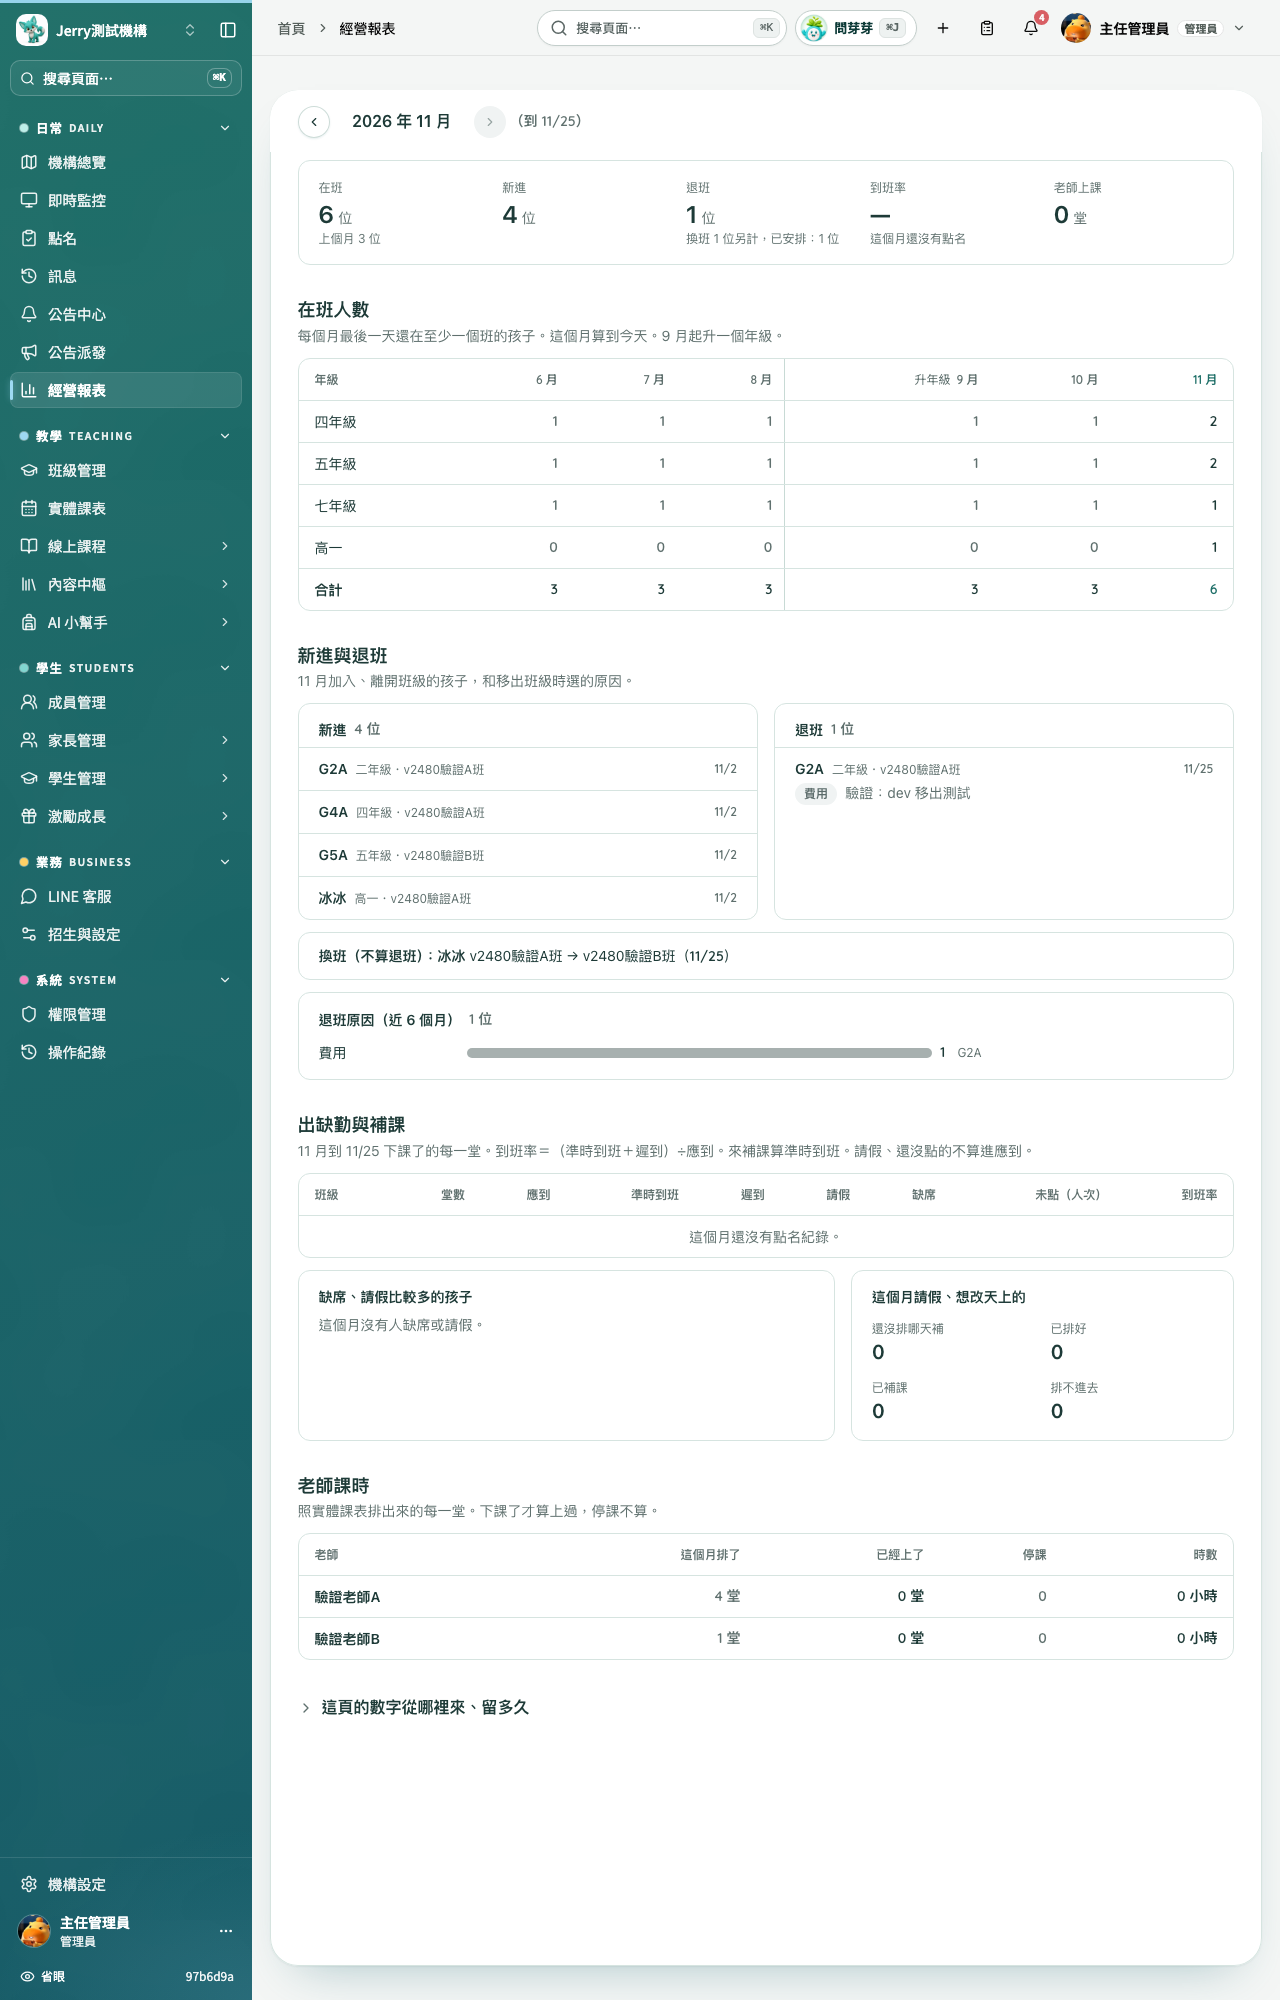 Jerry測試機構
搜尋頁面… ⌘K
日常 DAILY
機構總覽
即時監控
點名
訊息
公告中心
公告派發
經營報表
教學 TEACHING
班級管理
實體課表
線上課程
內容中樞
AI 小幫手
學生 STUDENTS
成員管理
家長管理
學生管理
激勵成長
業務 BUSINESS
LINE 客服
招生與設定
系統 SYSTEM
權限管理
操作紀錄
機構設定
主任管理員
管理員
省眼 97b6d9a
首頁 > 經營報表 搜尋頁面… ⌘K 問芽芽 ⌘J 4 主任管理員 管理員
2026 年 11 月 （到 11/25）
在班 新進 退班 到班率 老師上課
6 位 4 位 1 位 — 0 堂
上個月 3 位 換班 1 位另計，已安排：1 位 這個月還沒有點名
在班人數
每個月最後一天還在至少一個班的孩子。這個月算到今天。9 月起升一個年級。
年級 6 月 7 月 8 月 升年級 9 月 10 月 11 月
四年級 1 1 1 1 1 2
五年級 1 1 1 1 1 2
七年級 1 1 1 1 1 1
高一 0 0 0 0 0 1
合計 3 3 3 3 3 6
新進與退班
11 月加入、離開班級的孩子，和移出班級時選的原因。
新進 4 位
G2A 二年級 · v2480驗證A班 11/2
G4A 四年級 · v2480驗證A班 11/2
G5A 五年級 · v2480驗證B班 11/2
冰冰 高一 · v2480驗證A班 11/2
退班 1 位
G2A 二年級 · v2480驗證A班 11/25
費用 驗證：dev 移出測試
換班（不算退班）：冰冰 v2480驗證A班 → v2480驗證B班（11/25）
退班原因（近 6 個月） 1 位
費用 1 G2A
出缺勤與補課
11 月到 11/25 下課了的每一堂。到班率＝（準時到班＋遲到）÷應到。來補課算準時到班。請假、還沒點的不算進應到。
班級 堂數 應到 準時到班 遲到 請假 缺席 未點（人次） 到班率
這個月還沒有點名紀錄。
缺席、請假比較多的孩子
這個月沒有人缺席或請假。
這個月請假、想改天上的
還沒排哪天補 已排好
0 0
已補課 排不進去
0 0
老師課時
照實體課表排出來的每一堂。下課了才算上過，停課不算。
老師 這個月排了 已經上了 停課 時數
驗證老師A 4 堂 0 堂 0 0 小時
驗證老師B 1 堂 0 堂 0 0 小時
這頁的數字從哪裡來、留多久